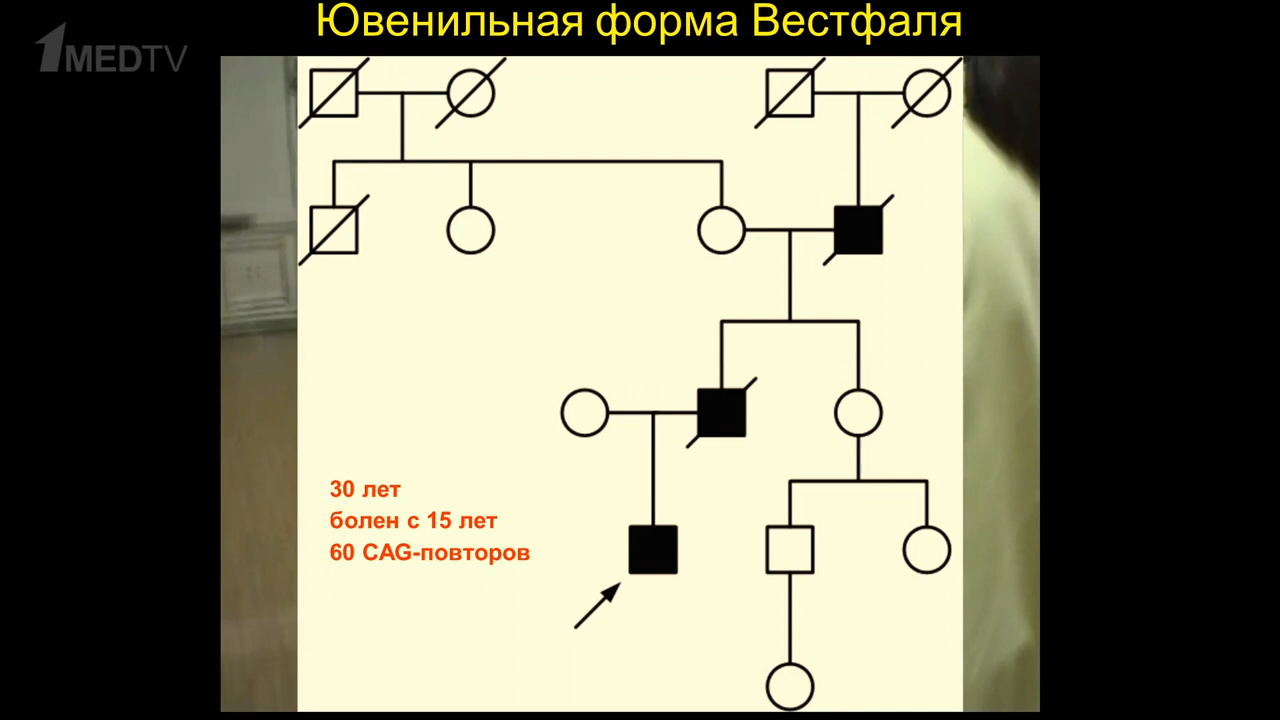 Ювенильная форма Вестфаля
1MEDTV
30 лет
болен с 15 лет
60 CAG-повторов